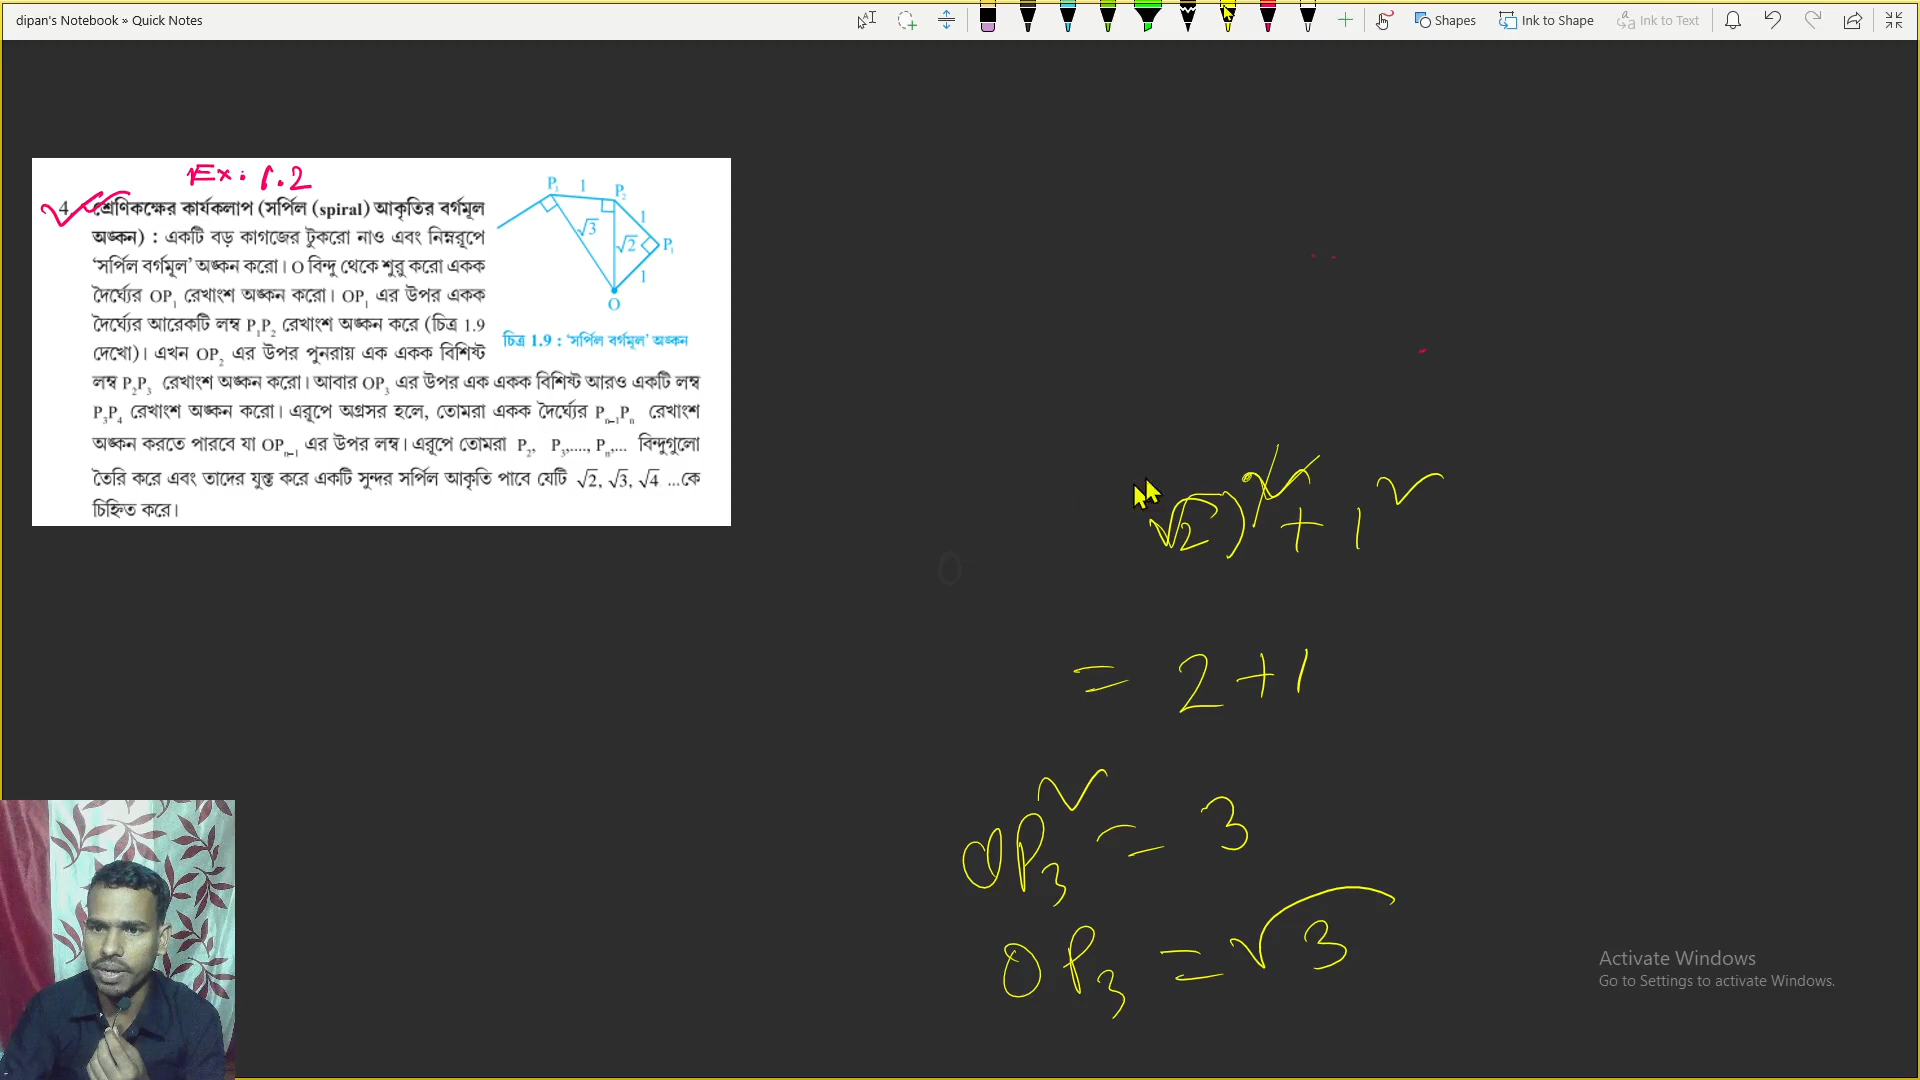 dipan's Notebook » Quick Notes
Shapes
Ink to Shape
Ink to Text
Ex: 1.2
4. শ্রেণিকক্ষের কার্যকলাপ (সর্পিল (spiral) আকৃতির বর্গমূল
অঙ্কন) : একটি বড় কাগজের টুকরো নাও এবং নিম্নরূপে
‘সর্পিল বর্গমূল’ অঙ্কন করো। O বিন্দু থেকে শুরু করো একক
দৈর্ঘ্যের OP₁ রেখাংশ অঙ্কন করো। OP₁ এর উপর একক
দৈর্ঘ্যের আরেকটি লম্ব P₁P₂ রেখাংশ অঙ্কন করে (চিত্র 1.9
দেখো)। এখন OP₂ এর উপর পুনরায় এক একক বিশিষ্ট
লম্ব P₂P₃ রেখাংশ অঙ্কন করো। আবার OP₃ এর উপর এক একক বিশিষ্ট আরও একটি লম্ব
P₃P₄ রেখাংশ অঙ্কন করো। এরূপে অগ্রসর হলে, তোমরা একক দৈর্ঘ্যের Pₙ₋₁Pₙ রেখাংশ
অঙ্কন করতে পারবে যা OPₙ₋₁ এর উপর লম্ব। এরূপে তোমরা P₂, P₃,...., Pₙ,... বিন্দুগুলো
তৈরি করে এবং তাদের যুক্ত করে একটি সুন্দর সর্পিল আকৃতি পাবে যেটি √2, √3, √4 ...কে
চিহ্নিত করে।
P₃ 1 P₂
√3 1
√2 P₁
1
O
চিত্র 1.9 : ‘সর্পিল বর্গমূল’ অঙ্কন
√2)² + 1²
= 2+1
OP₃² = 3
OP₃ = √3
Activate Windows
Go to Settings to activate Windows.